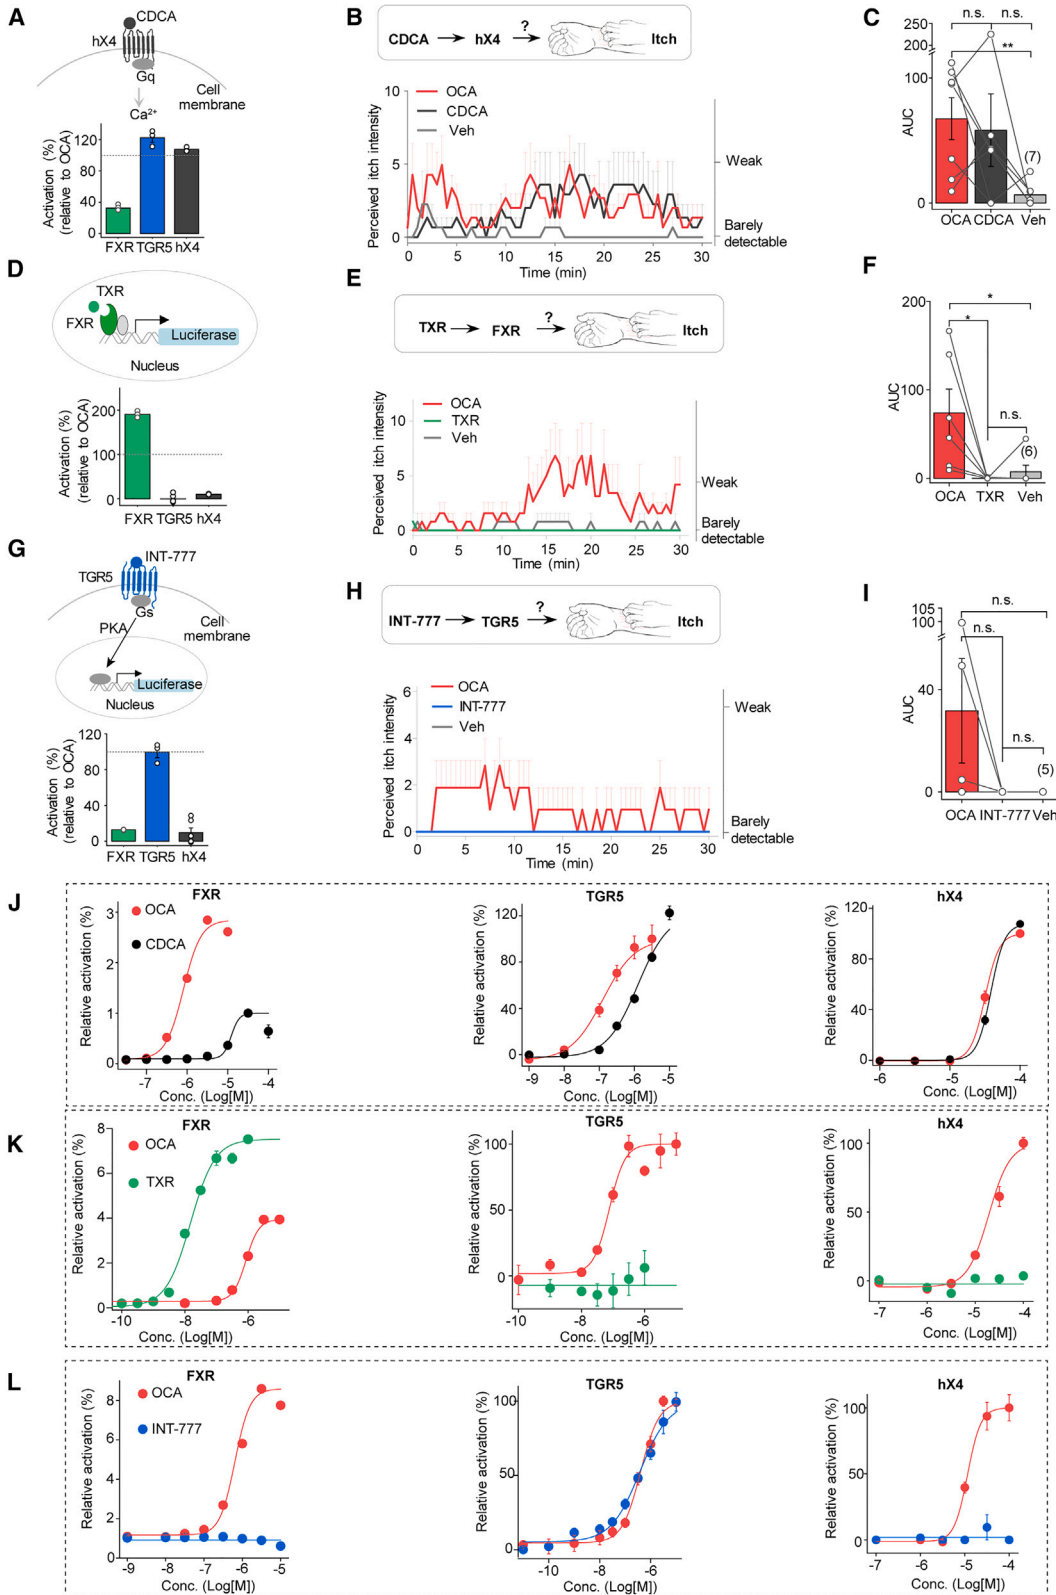 A
CDCA
hX4
Gq
Cell
membrane
Ca2+
Activation (%)
(relative to OCA)
120
80
40
0
FXR TGR5 hX4
B
CDCA hX4 ? Itch
Perceived itch intensity
10
5
0
OCA
CDCA
Veh
Weak
Barely
detectable
0 5 10 15 20 25 30
Time (min)
C
n.s. n.s.
**
250
200
100
0
AUC
(7)
OCA CDCA Veh
D
TXR
FXR
Luciferase
Nucleus
Activation (%)
(relative to OCA)
200
100
0
FXR TGR5 hX4
E
TXR FXR ? Itch
Perceived itch intensity
10
5
0
OCA
TXR
Veh
Weak
Barely
detectable
0 5 10 15 20 25 30
Time (min)
F
*
*
n.s.
200
100
0
AUC
(6)
OCA TXR Veh
G
INT-777
TGR5
Gs
PKA
Cell
membrane
Luciferase
Nucleus
Activation (%)
(relative to OCA)
120
80
40
0
FXR TGR5 hX4
H
INT-777 TGR5 ? Itch
Perceived itch intensity
6
4
2
0
OCA
INT-777
Veh
Weak
Barely
detectable
0 5 10 15 20 25 30
Time (min)
I
n.s.
n.s.
n.s.
105
100
40
0
AUC
(5)
OCA INT-777 Veh
J
FXR
OCA
CDCA
Relative activation (%)
3
2
1
0
-7 -6 -5 -4
Conc. (Log[M])
TGR5
Relative activation (%)
120
80
40
0
-9 -8 -7 -6 -5
Conc. (Log[M])
hX4
Relative activation (%)
120
80
40
0
-6 -5 -4
Conc. (Log[M])
K
FXR
OCA
TXR
Relative activation (%)
8
6
4
2
0
-10 -8 -6
Conc. (Log[M])
TGR5
Relative activation (%)
100
50
0
-10 -8 -6
Conc. (Log[M])
hX4
Relative activation (%)
100
50
0
-7 -6 -5 -4
Conc. (Log[M])
L
FXR
OCA
INT-777
Relative activation (%)
8
6
4
2
0
-9 -8 -7 -6 -5
Conc. (Log[M])
TGR5
Relative activation (%)
100
50
0
-10 -8 -6
Conc. (Log[M])
hX4
Relative activation (%)
100
50
0
-7 -6 -5 -4
Conc. (Log[M])